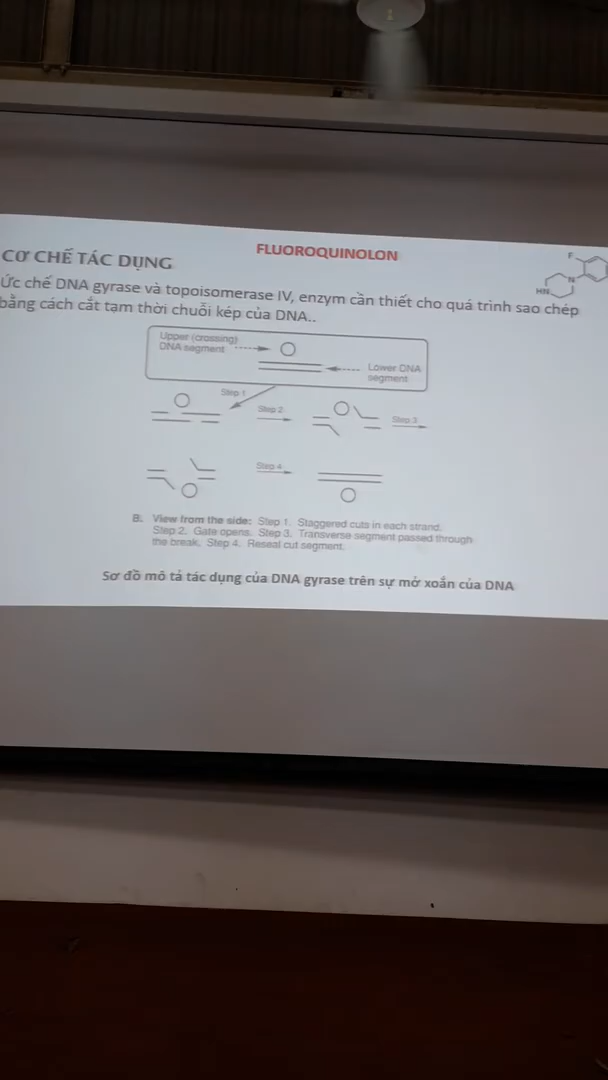 FLUOROQUINOLON
CƠ CHẾ TÁC DỤNG
Ức chế DNA gyrase và topoisomerase IV, enzym cần thiết cho quá trình sao chép
bằng cách cắt tạm thời chuỗi kép của DNA..
Upper (crossing)
DNA segment
Lower DNA
segment
Step 1
Step 2
Step 3
Step 4
B. View from the side: Step 1. Staggered cuts in each strand.
Step 2. Gate opens. Step 3. Transverse segment passed through
the break. Step 4. Reseal cut segment.
Sơ đồ mô tả tác dụng của DNA gyrase trên sự mở xoắn của DNA
F
N
HN